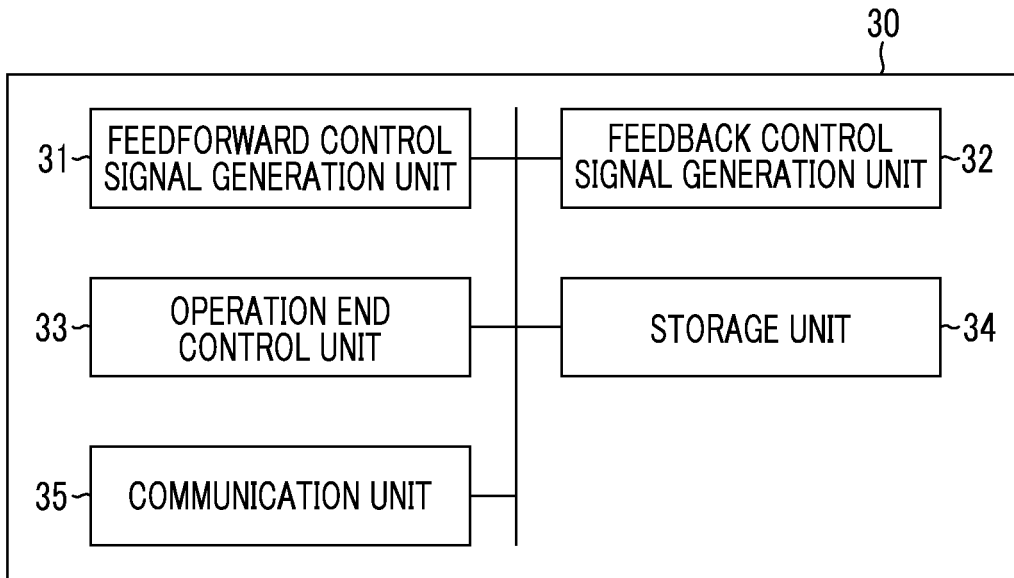 30
31
FEEDFORWARD CONTROL
SIGNAL GENERATION UNIT
FEEDBACK CONTROL
SIGNAL GENERATION UNIT
32
33
OPERATION END
CONTROL UNIT
STORAGE UNIT
34
35
COMMUNICATION UNIT